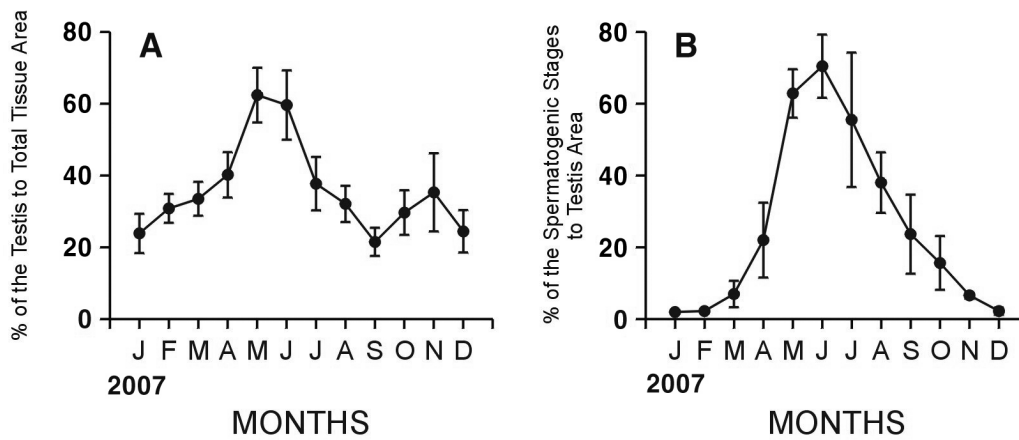 % of the Testis to Total Tissue Area
A
80
60
40
20
0
J F M A M J J A S O N D
2007
MONTHS
% of the Spermatogenic Stages
to Testis Area
B
80
60
40
20
0
J F M A M J J A S O N D
2007
MONTHS